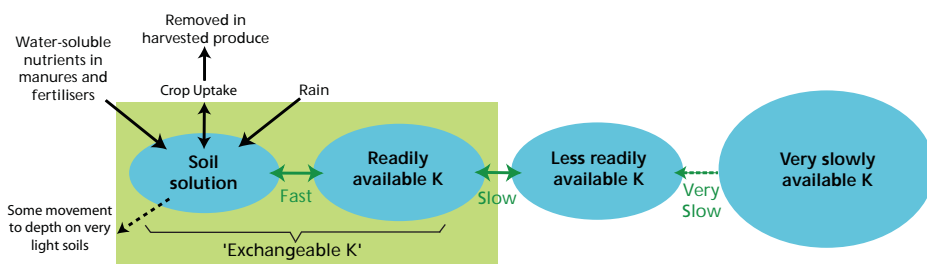 Removed in
harvested produce
Water-soluble
nutrients in
manures and
fertilisers
Crop Uptake
Rain
Soil
solution
Fast
Readily
available K
Slow
Less readily
available K
Very
Slow
Very slowly
available K
Some movement
to depth on very
light soils
'Exchangeable K'